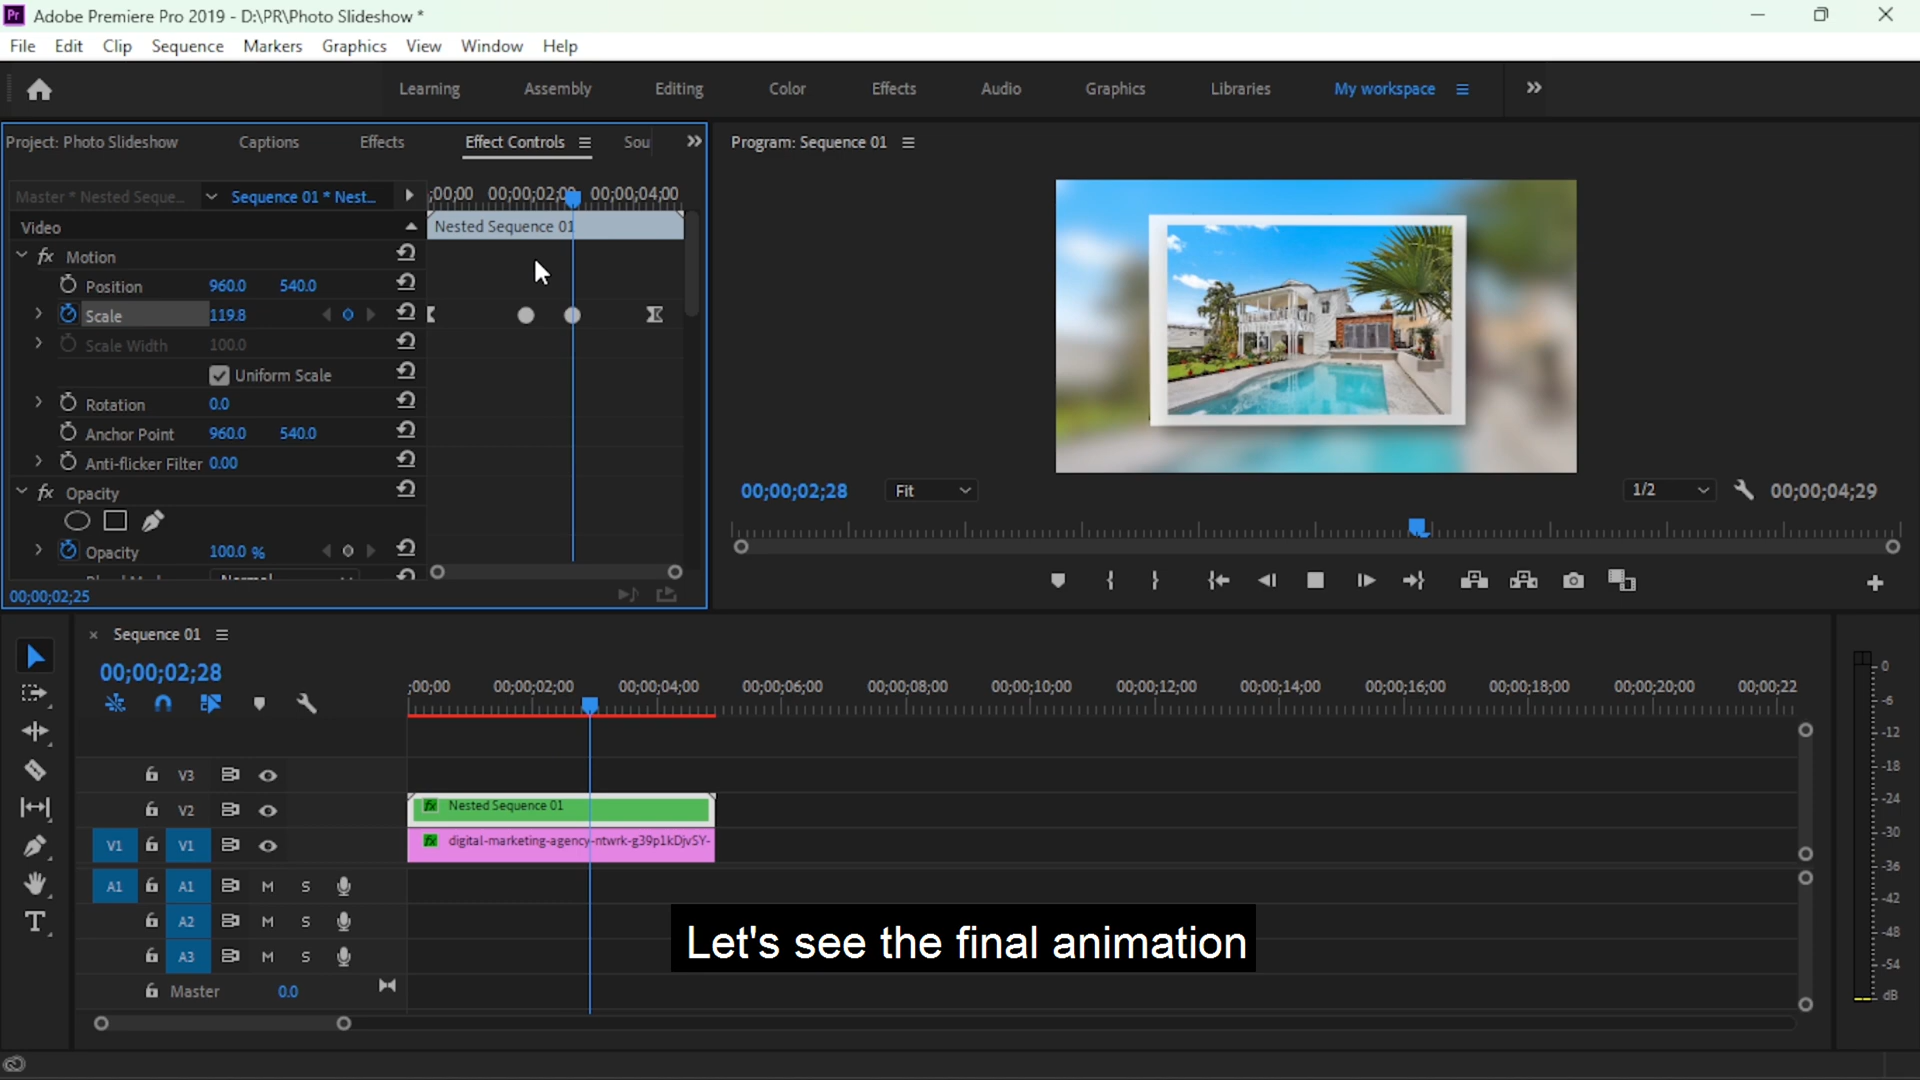 Pr Adobe Premiere Pro 2019 - D:\PR\Photo Slideshow *
File Edit Clip Sequence Markers Graphics View Window Help
Learning Assembly Editing Color Effects Audio Graphics Libraries My workspace
Project: Photo Slideshow Captions Effects Effect Controls Sou
Program: Sequence 01
Master * Nested Seque... Sequence 01 * Nest...
;00;00 00;00;02;00 00;00;04;00
Video
Nested Sequence 01
fx Motion
Position 960.0 540.0
Scale 119.8
Scale Width 100.0
Uniform Scale
Rotation 0.0
Anchor Point 960.0 540.0
Anti-flicker Filter 0.00
fx Opacity
Opacity 100.0 %
00;00;02;25
00;00;02;28 Fit 1/2 00;00;04;29
Sequence 01
00;00;02;28
;00;00 00;00;02;00 00;00;04;00 00;00;06;00 00;00;08;00 00;00;10;00 00;00;12;00 00;00;14;00 00;00;16;00 00;00;18;00 00;00;20;00 00;00;22
V3
V2 fx Nested Sequence 01
V1 V1 fx digital-marketing-agency-ntwrk-g39p1kDjvSY-
A1 A1 M S
A2 M S
A3 M S
Master 0.0
0
-6
-12
-18
-24
-30
-36
-42
-48
-54
dB
Let's see the final animation